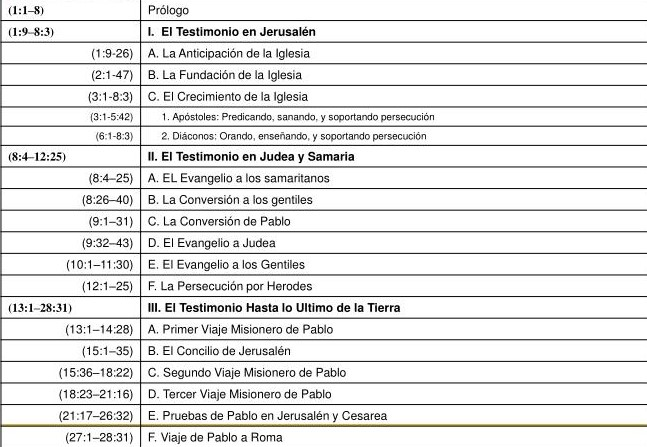 (1:1–8) Prólogo
(1:9–8:3) I. El Testimonio en Jerusalén
(1:9-26) A. La Anticipación de la Iglesia
(2:1-47) B. La Fundación de la Iglesia
(3:1-8:3) C. El Crecimiento de la Iglesia
(3:1-5:42) 1. Apóstoles: Predicando, sanando, y soportando persecución
(6:1-8:3) 2. Diáconos: Orando, enseñando, y soportando persecución
(8:4–12:25) II. El Testimonio en Judea y Samaria
(8:4–25) A. EL Evangelio a los samaritanos
(8:26–40) B. La Conversión a los gentiles
(9:1–31) C. La Conversión de Pablo
(9:32–43) D. El Evangelio a Judea
(10:1–11:30) E. El Evangelio a los Gentiles
(12:1–25) F. La Persecución por Herodes
(13:1–28:31) III. El Testimonio Hasta lo Ultimo de la Tierra
(13:1–14:28) A. Primer Viaje Misionero de Pablo
(15:1–35) B. El Concilio de Jerusalén
(15:36–18:22) C. Segundo Viaje Misionero de Pablo
(18:23–21:16) D. Tercer Viaje Misionero de Pablo
(21:17–26:32) E. Pruebas de Pablo en Jerusalén y Cesarea
(27:1–28:31) F. Viaje de Pablo a Roma